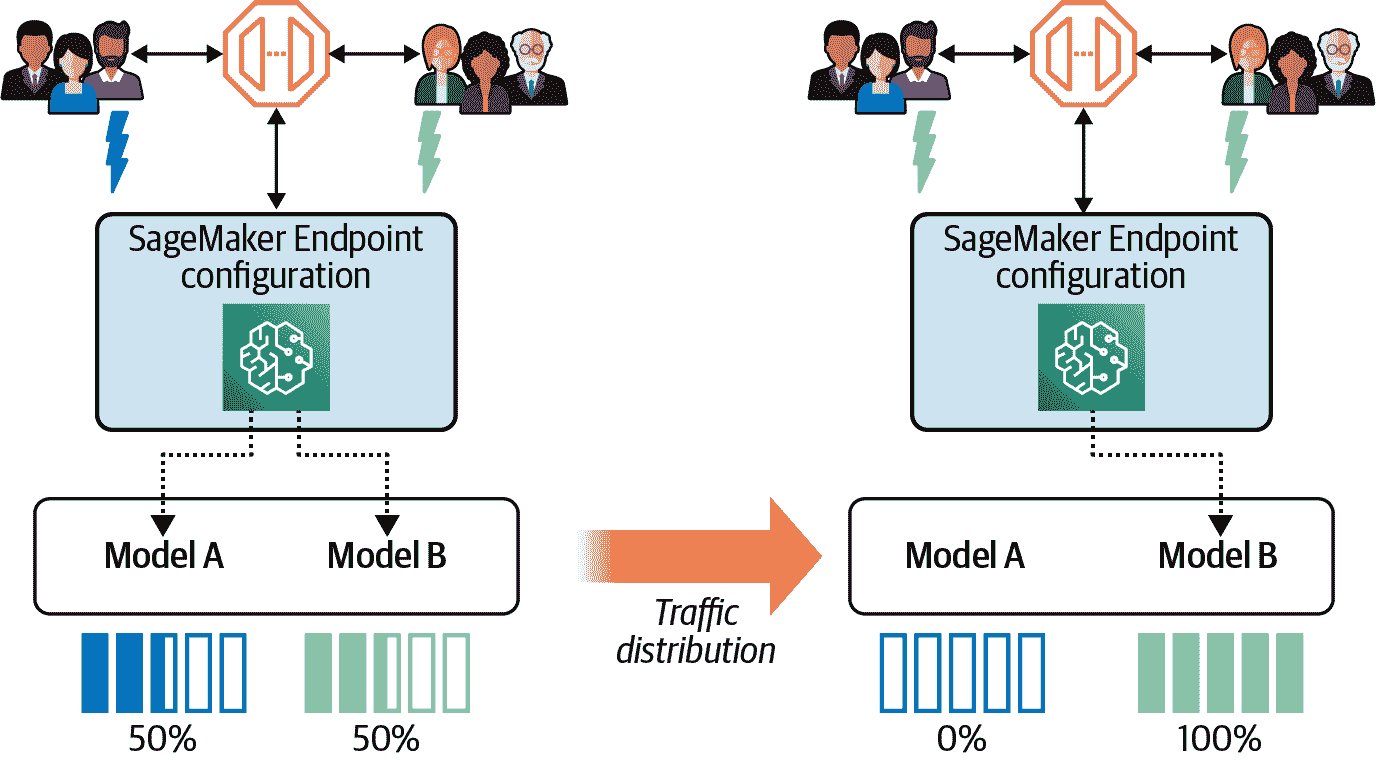 SageMaker Endpoint
configuration
Model A
Model B
50%
50%
Traffic
distribution
SageMaker Endpoint
configuration
Model A
Model B
0%
100%